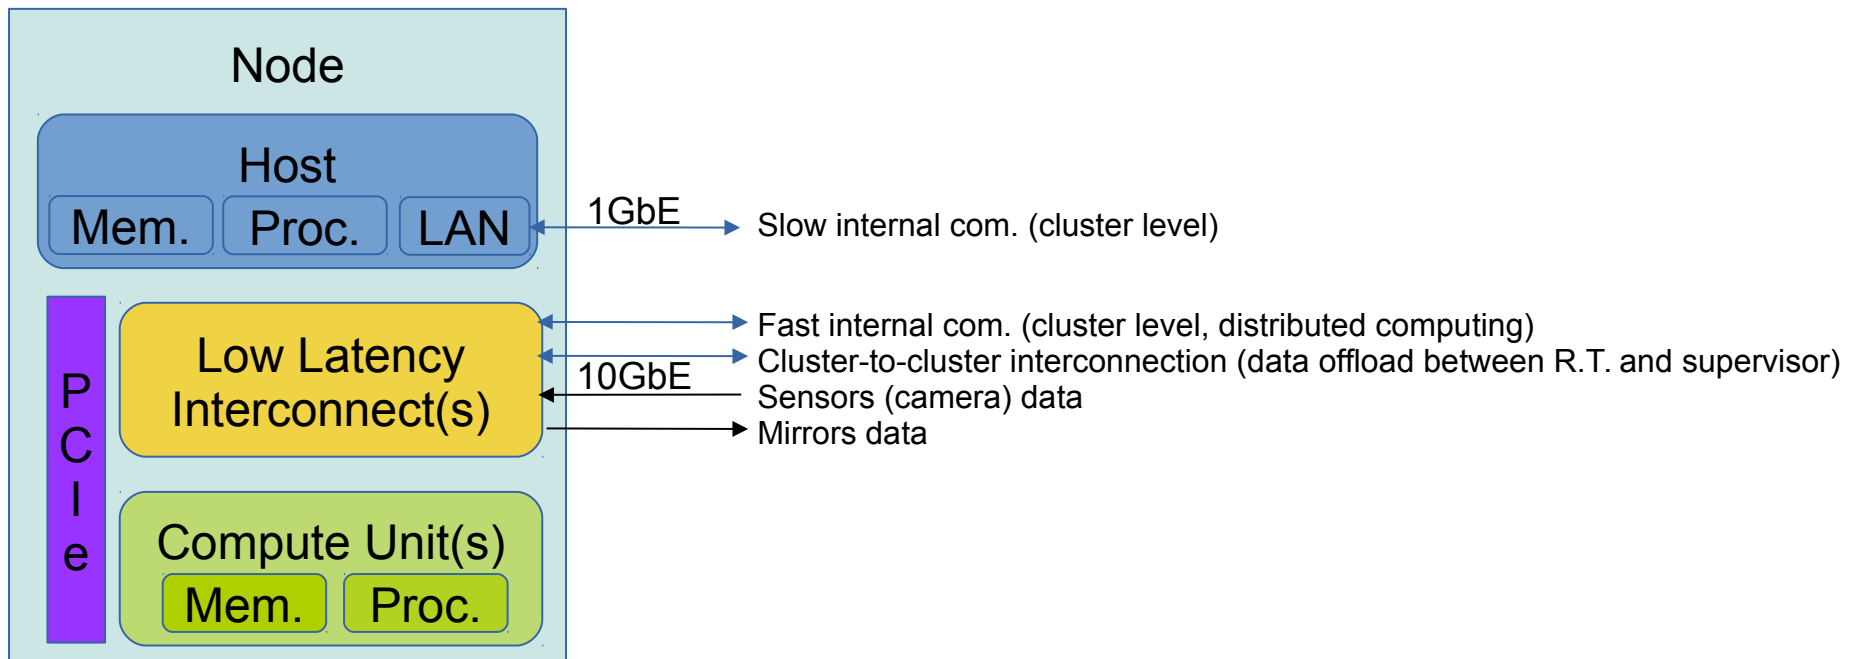 Node
Host
Mem.
Proc.
LAN
1GbE
Slow internal com. (cluster level)
PCIe
Low Latency
Interconnect(s)
10GbE
Fast internal com. (cluster level, distributed computing)
Cluster-to-cluster interconnection (data offload between R.T. and supervisor)
Sensors (camera) data
Mirrors data
Compute Unit(s)
Mem.
Proc.